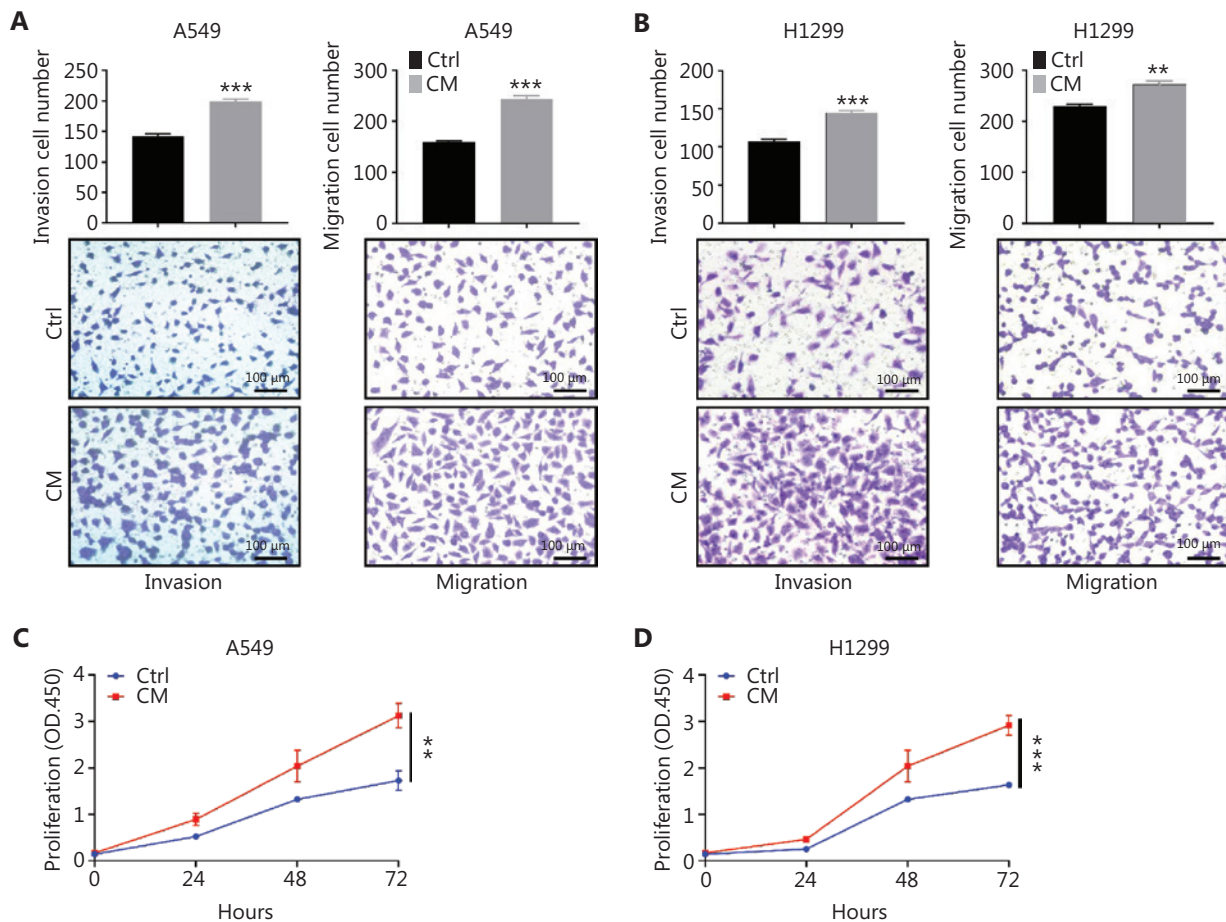 A
A549
Invasion cell number
250
200
150
100
50
0
***
A549
Migration cell number
300
200
100
0
Ctrl
CM
***
B
H1299
Invasion cell number
200
150
100
50
0
***
H1299
Migration cell number
300
200
100
0
Ctrl
CM
**
Ctrl
100 µm
100 µm
Ctrl
100 µm
100 µm
CM
100 µm
100 µm
CM
100 µm
100 µm
Invasion
Migration
Invasion
Migration
C
A549
Proliferation (OD.450)
4
3
2
1
0
Ctrl
CM
**
0 24 48 72
Hours
D
H1299
Proliferation (OD.450)
4
3
2
1
0
Ctrl
CM
***
0 24 48 72
Hours